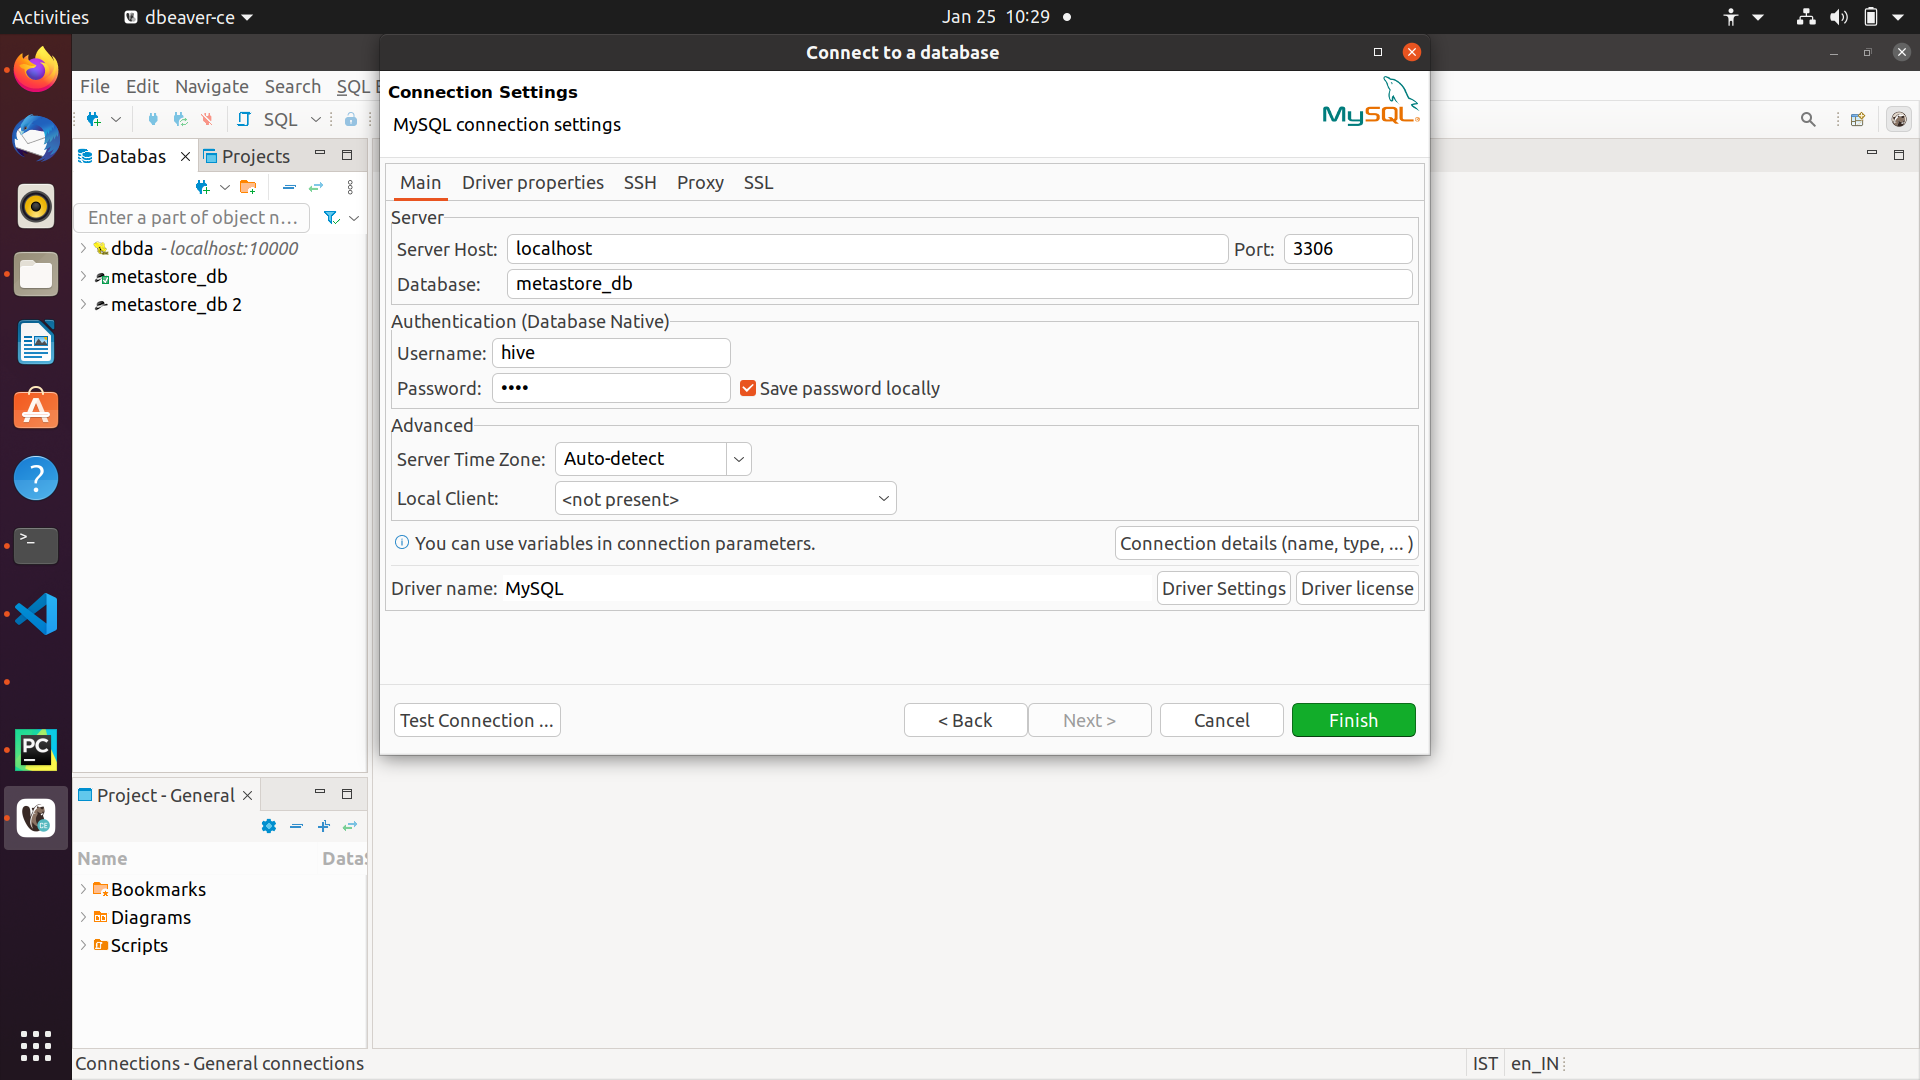 Activities
dbeaver-ce
Jan 25 10:29
Connect to a database
File Edit Navigate Search SQL
Connection Settings
MySQL connection settings
MySQL
SQL
Databas
Projects
Enter a part of object n...
dbda - localhost:10000
metastore_db
metastore_db 2
Main Driver properties SSH Proxy SSL
Server
Server Host: localhost Port: 3306
Database: metastore_db
Authentication (Database Native)
Username: hive
Password: ••••
Save password locally
Advanced
Server Time Zone: Auto-detect
Local Client: <not present>
You can use variables in connection parameters.
Connection details (name, type, ... )
Driver name: MySQL
Driver Settings
Driver license
Test Connection ...
< Back
Next >
Cancel
Finish
PC
Project - General
Name
Bookmarks
Diagrams
Scripts
Connections - General connections
IST
en_IN